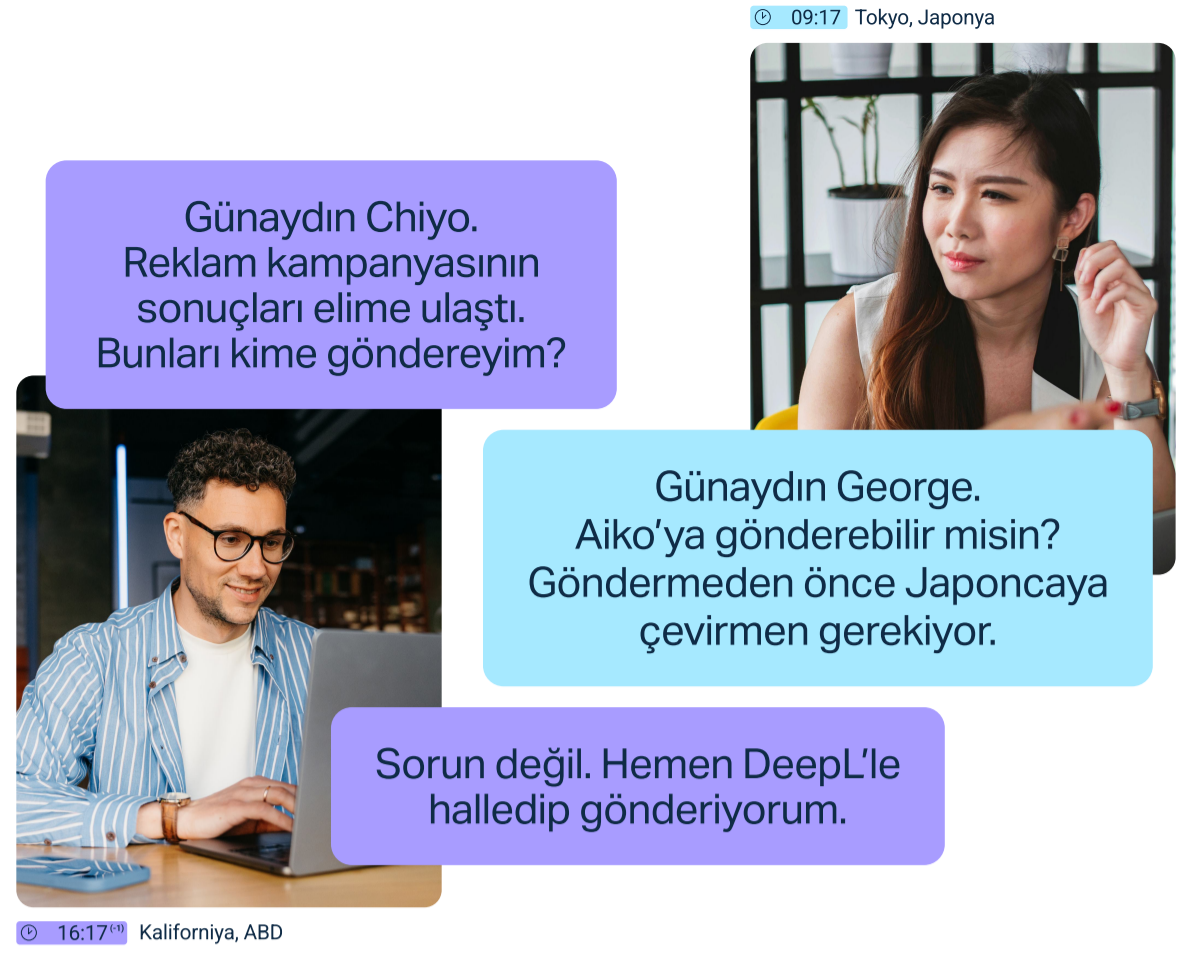 09:17 Tokyo, Japonya
Günaydın Chiyo.
Reklam kampanyasının
sonuçları elime ulaştı.
Bunları kime göndereyim?
Günaydın George.
Aiko’ya gönderebilir misin?
Göndermeden önce Japoncaya
çevirmen gerekiyor.
Sorun değil. Hemen DeepL’le
halledip gönderiyorum.
16:17(-1) Kaliforniya, ABD